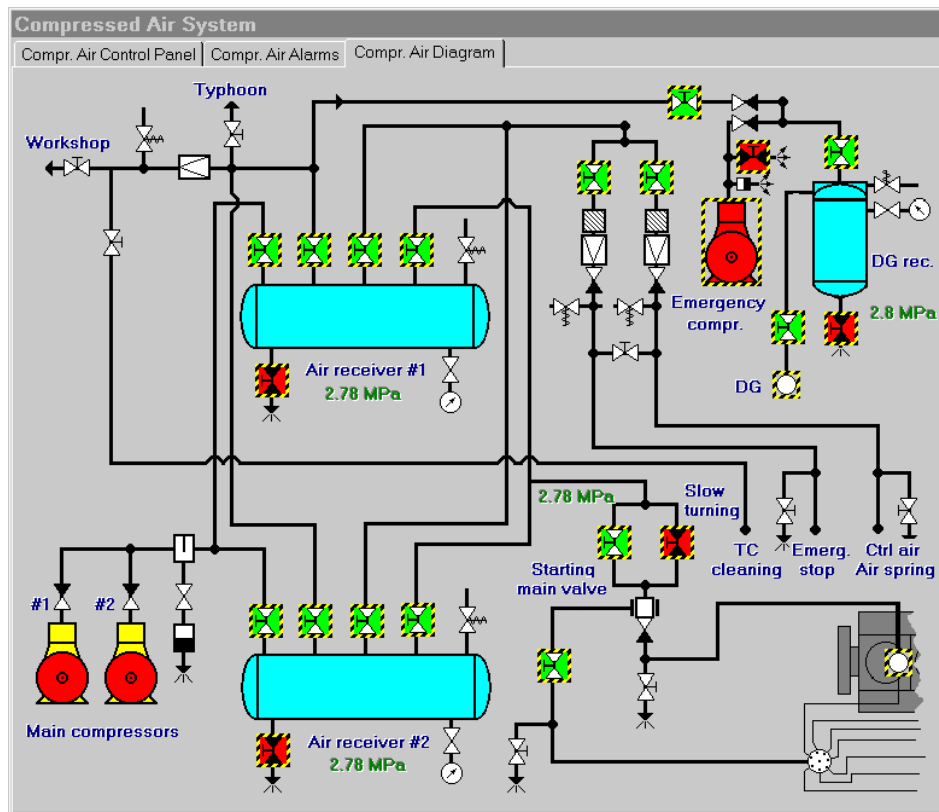 Compressed Air System
Compr. Air Control Panel
Compr. Air Alarms
Compr. Air Diagram
Typhoon
Workshop
DG rec.
Emergency
compr.
2.8 MPa
Air receiver #1
2.78 MPa
DG
2.78 MPa
Slow
turning
TC
cleaning
Emerg.
stop
Ctrl air
Air spring
Starting
main valve
#1
#2
Main compressors
Air receiver #2
2.78 MPa